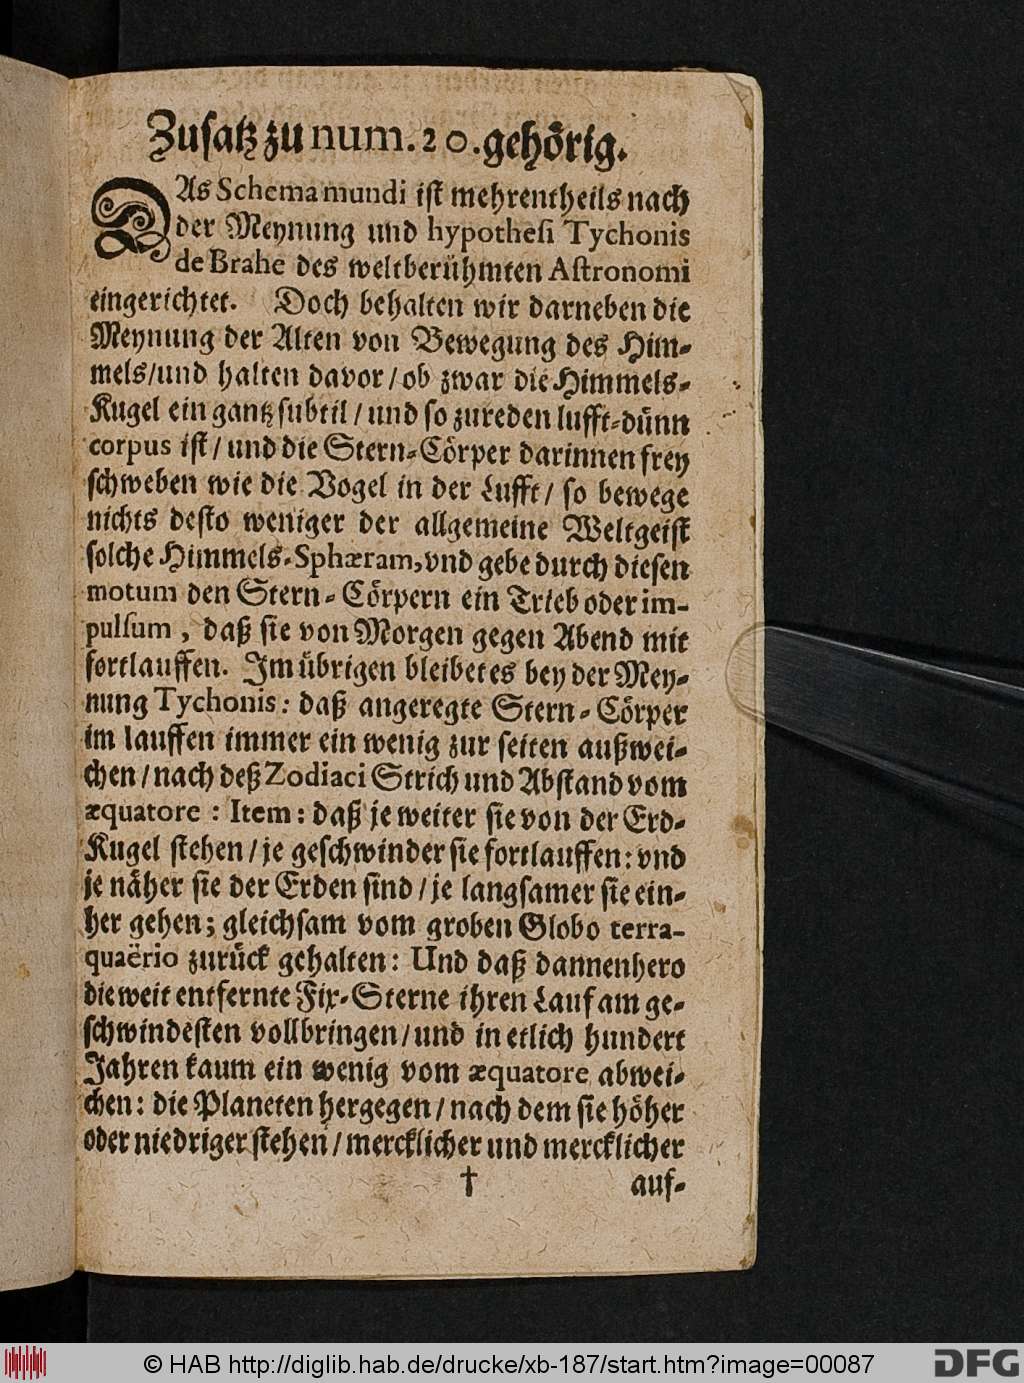 Zusatz zu num. 20. gehörig.
DAs Schema mundi ist mehrentheils nach
der Meynung und hypothesi Tychonis
de Brahe des weltberühmten Astronomi
eingerichtet. Doch behalten wir darneben die
Meynung der Alten von Bewegung des Him-
mels/und halten davor/ob zwar die Himmels-
Kugel ein gantz subtil/und so zureden lufft-dünn
corpus ist/und die Stern-Cörper darinnen frey
schweben wie die Vogel in der Lufft/so bewege
nichts desto weniger der allgemeine Weltgeist
solche Himmels-Sphæram, vnd gebe durch diesen
motum den Stern-Cörpern ein Trieb oder im-
pulsum, daß sie von Morgen gegen Abend mit
fortlauffen. Im übrigen bleibet es bey der Mey-
nung Tychonis: daß angeregte Stern-Cörper
im lauffen immer ein wenig zur seiten außwei-
chen/nach deß Zodiaci Strich und Abstand vom
æquatore: Item: daß je weiter sie von der Erd-
Kugel stehen/je geschwinder sie fortlauffen: vnd
je näher sie der Erden sind/je langsamer sie ein-
her gehen; gleichsam vom groben Globo terra-
quaërio zurück gehalten: Und daß dannenhero
die weit entfernte Fix-Sterne ihren Lauf am ge-
schwindesten vollbringen/und in etlich hundert
Jahren kaum ein wenig vom æquatore abwei-
chen: die Planeten hergegen/nach dem sie höher
oder niedriger stehen/mercklicher und mercklicher
† auf-
© HAB http://diglib.hab.de/drucke/xb-187/start.htm?image=00087
DFG